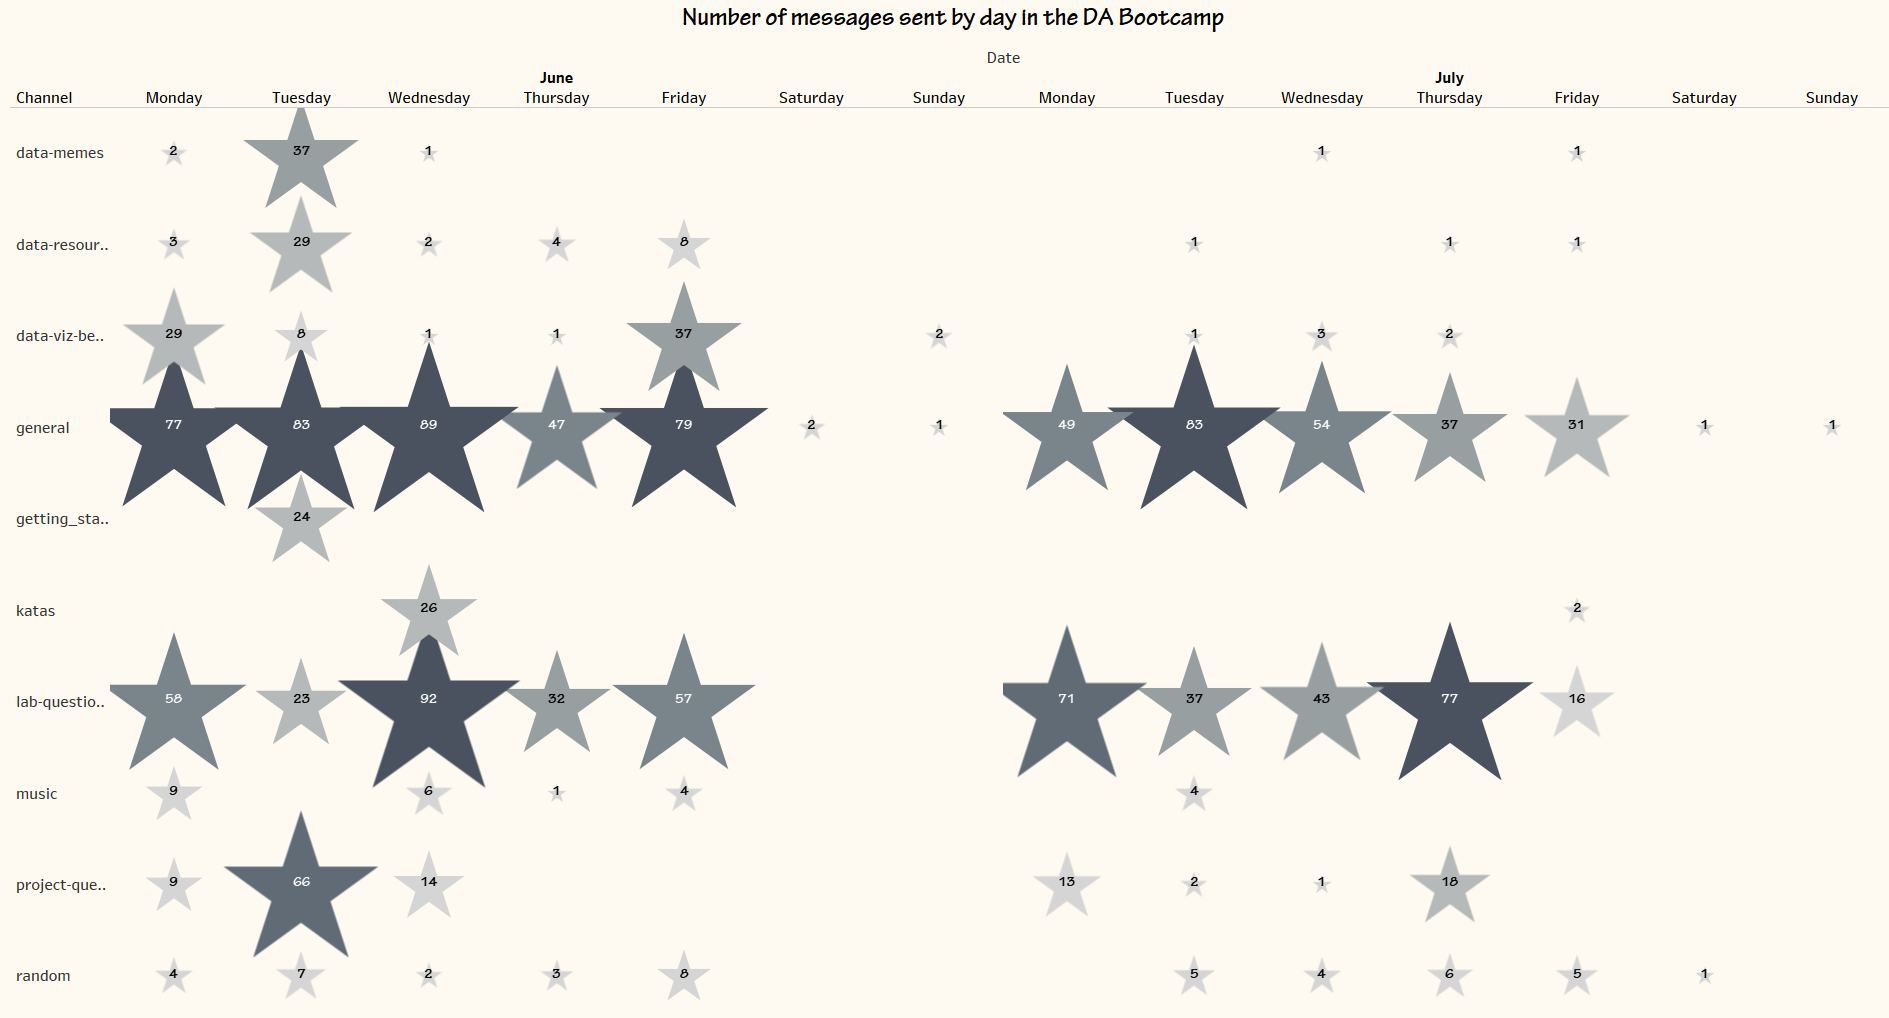 Number of messages sent by day in the DA Bootcamp
Date
June July
Channel Monday Tuesday Wednesday Thursday Friday Saturday Sunday Monday Tuesday Wednesday Thursday Friday Saturday Sunday
data-memes 2 37 1 1 1
data-resour.. 3 29 2 4 8 1 1 1
data-viz-be.. 29 8 1 1 37 2 1 3 2
general 77 83 89 47 79 2 1 49 83 54 37 31 1 1
getting_sta.. 24
katas 26 2
lab-questio.. 58 23 92 32 57 71 37 43 77 16
music 9 6 1 4 4
project-que.. 9 66 14 13 2 1 18
random 4 7 2 3 8 5 4 6 5 1